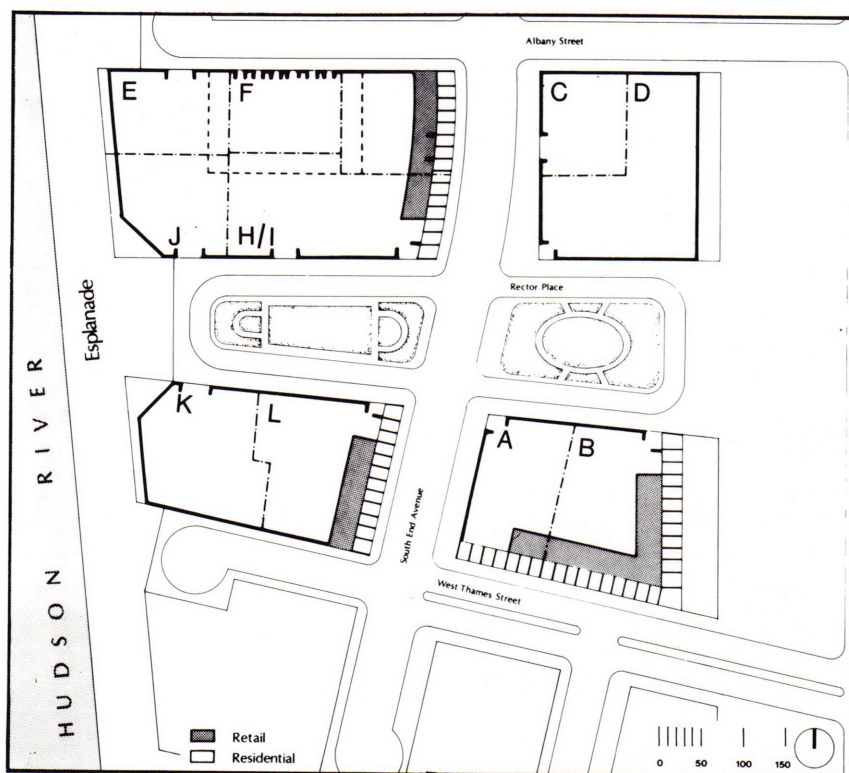 Albany Street
E
F
C
D
J
H/I
Rector Place
Esplanade
HUDSON RIVER
K
L
A
B
South End Avenue
West Thames Street
Retail
Residential
0 50 100 150